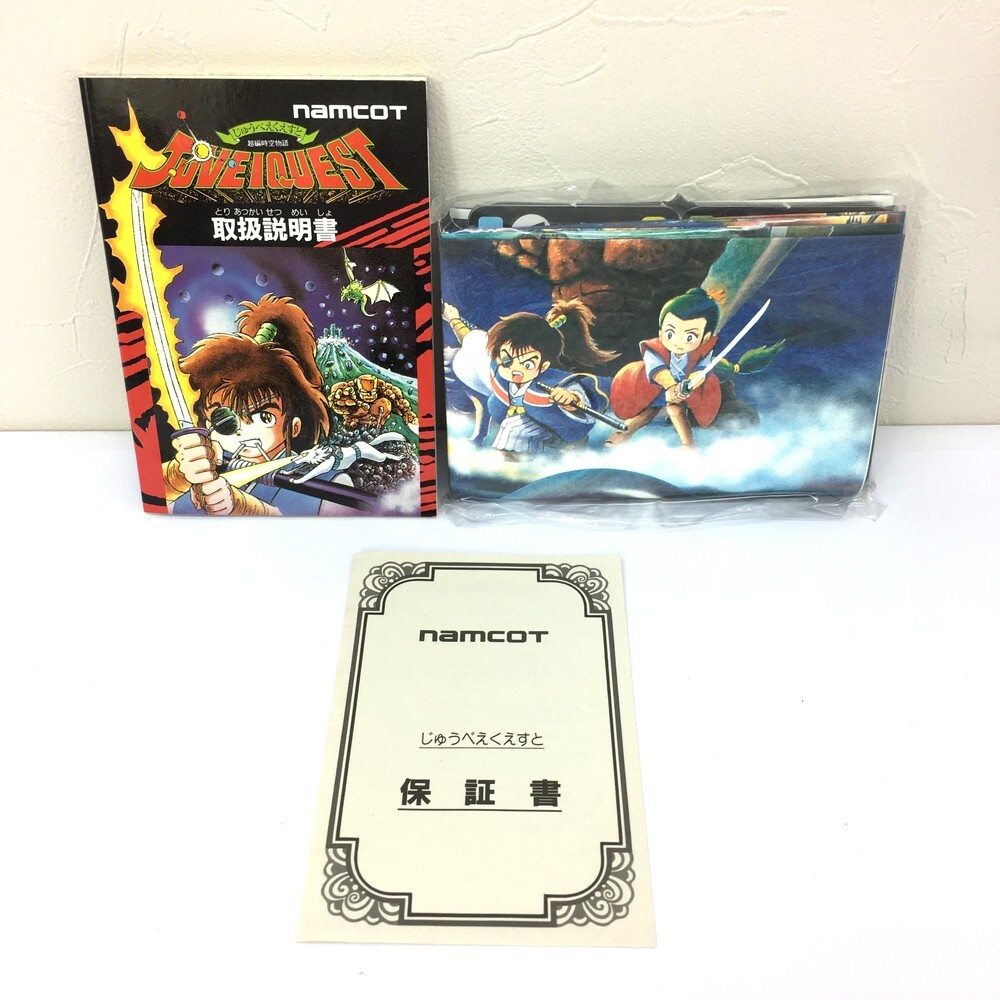 namcoT
じゅうべえくえすと
超編時空物語
JUVEI QUEST
とり あつかい せつ めい しょ
取扱説明書
namcoT
じゅうべえくえすと
保証書